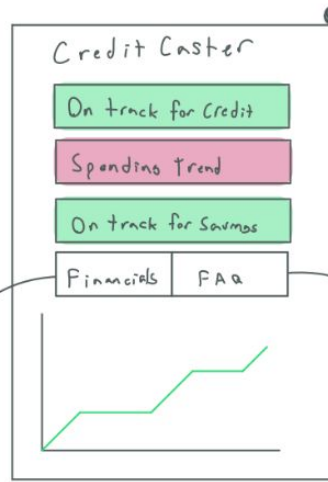 Credit Caster
On track for Credit
Spending Trend
On track for Savings
Financials FAQ